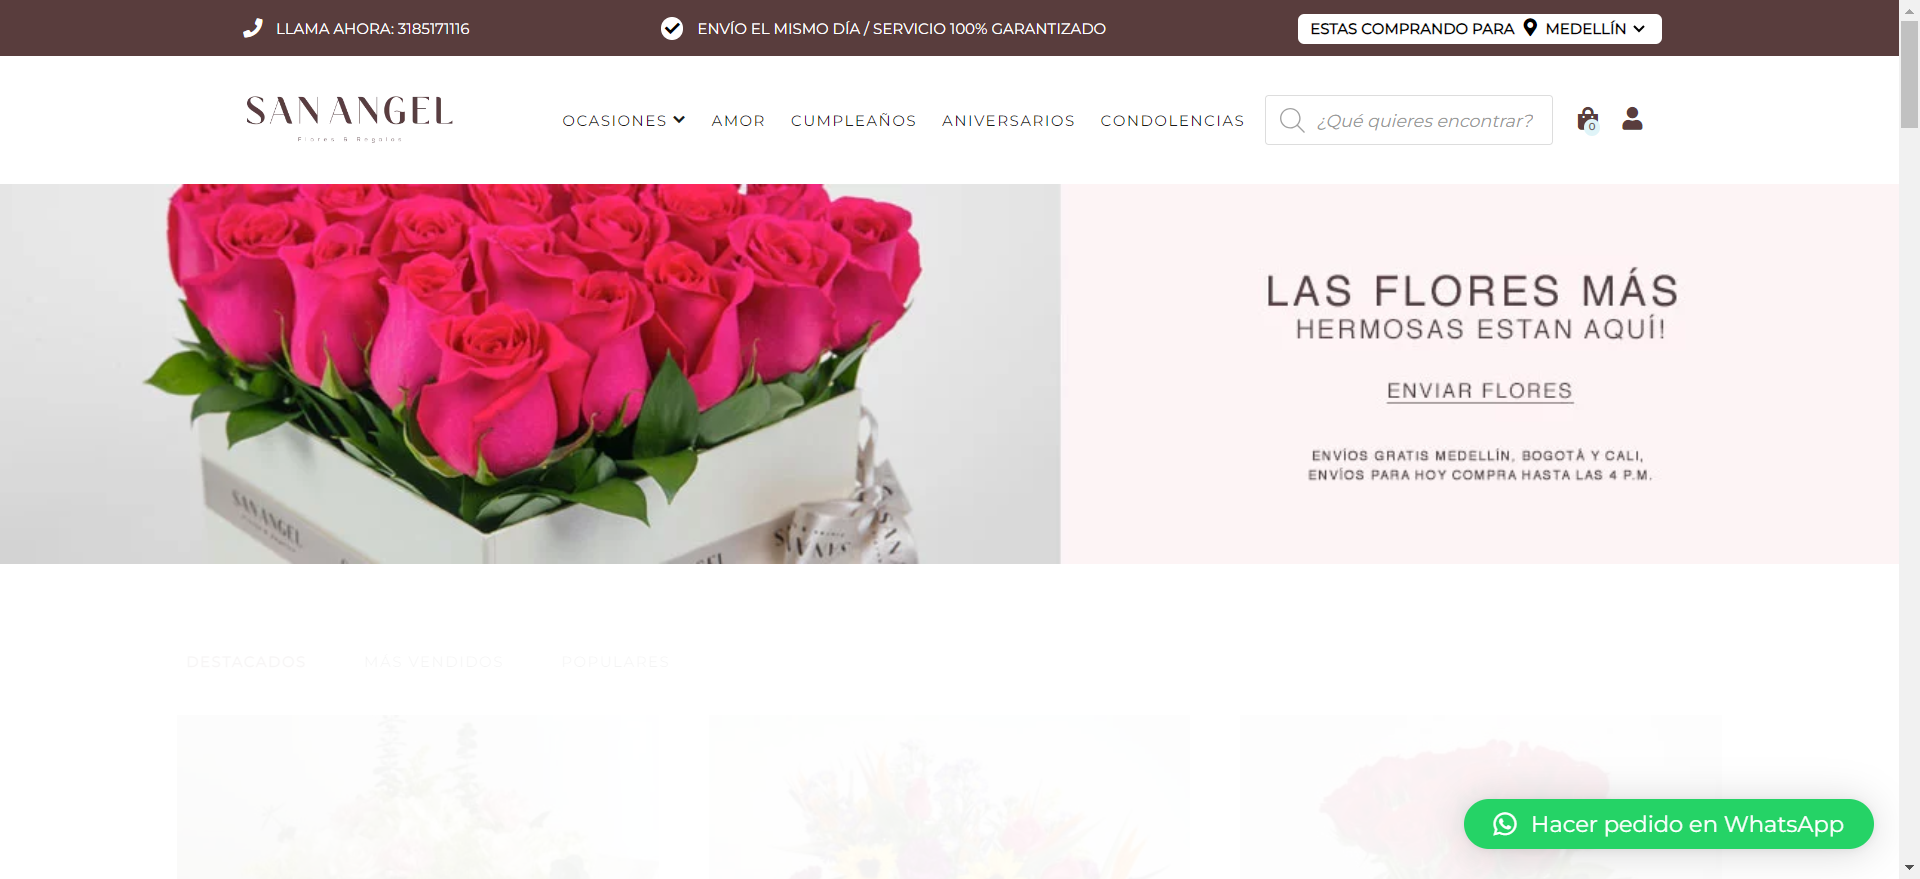 LLAMA AHORA: 3185171116
ENVÍO EL MISMO DÍA / SERVICIO 100% GARANTIZADO
ESTAS COMPRANDO PARA MEDELLÍN
SAN ANGEL
Flores & Regalos
OCASIONES
AMOR
CUMPLEAÑOS
ANIVERSARIOS
CONDOLENCIAS
¿Qué quieres encontrar?
0
LAS FLORES MÁS
HERMOSAS ESTAN AQUÍ!
ENVIAR FLORES
ENVÍOS GRATIS MEDELLÍN, BOGOTÁ Y CALI,
ENVÍOS PARA HOY COMPRA HASTA LAS 4 P.M.
SAN ANGEL
DESTACADOS
MÁS VENDIDOS
POPULARES
Hacer pedido en WhatsApp